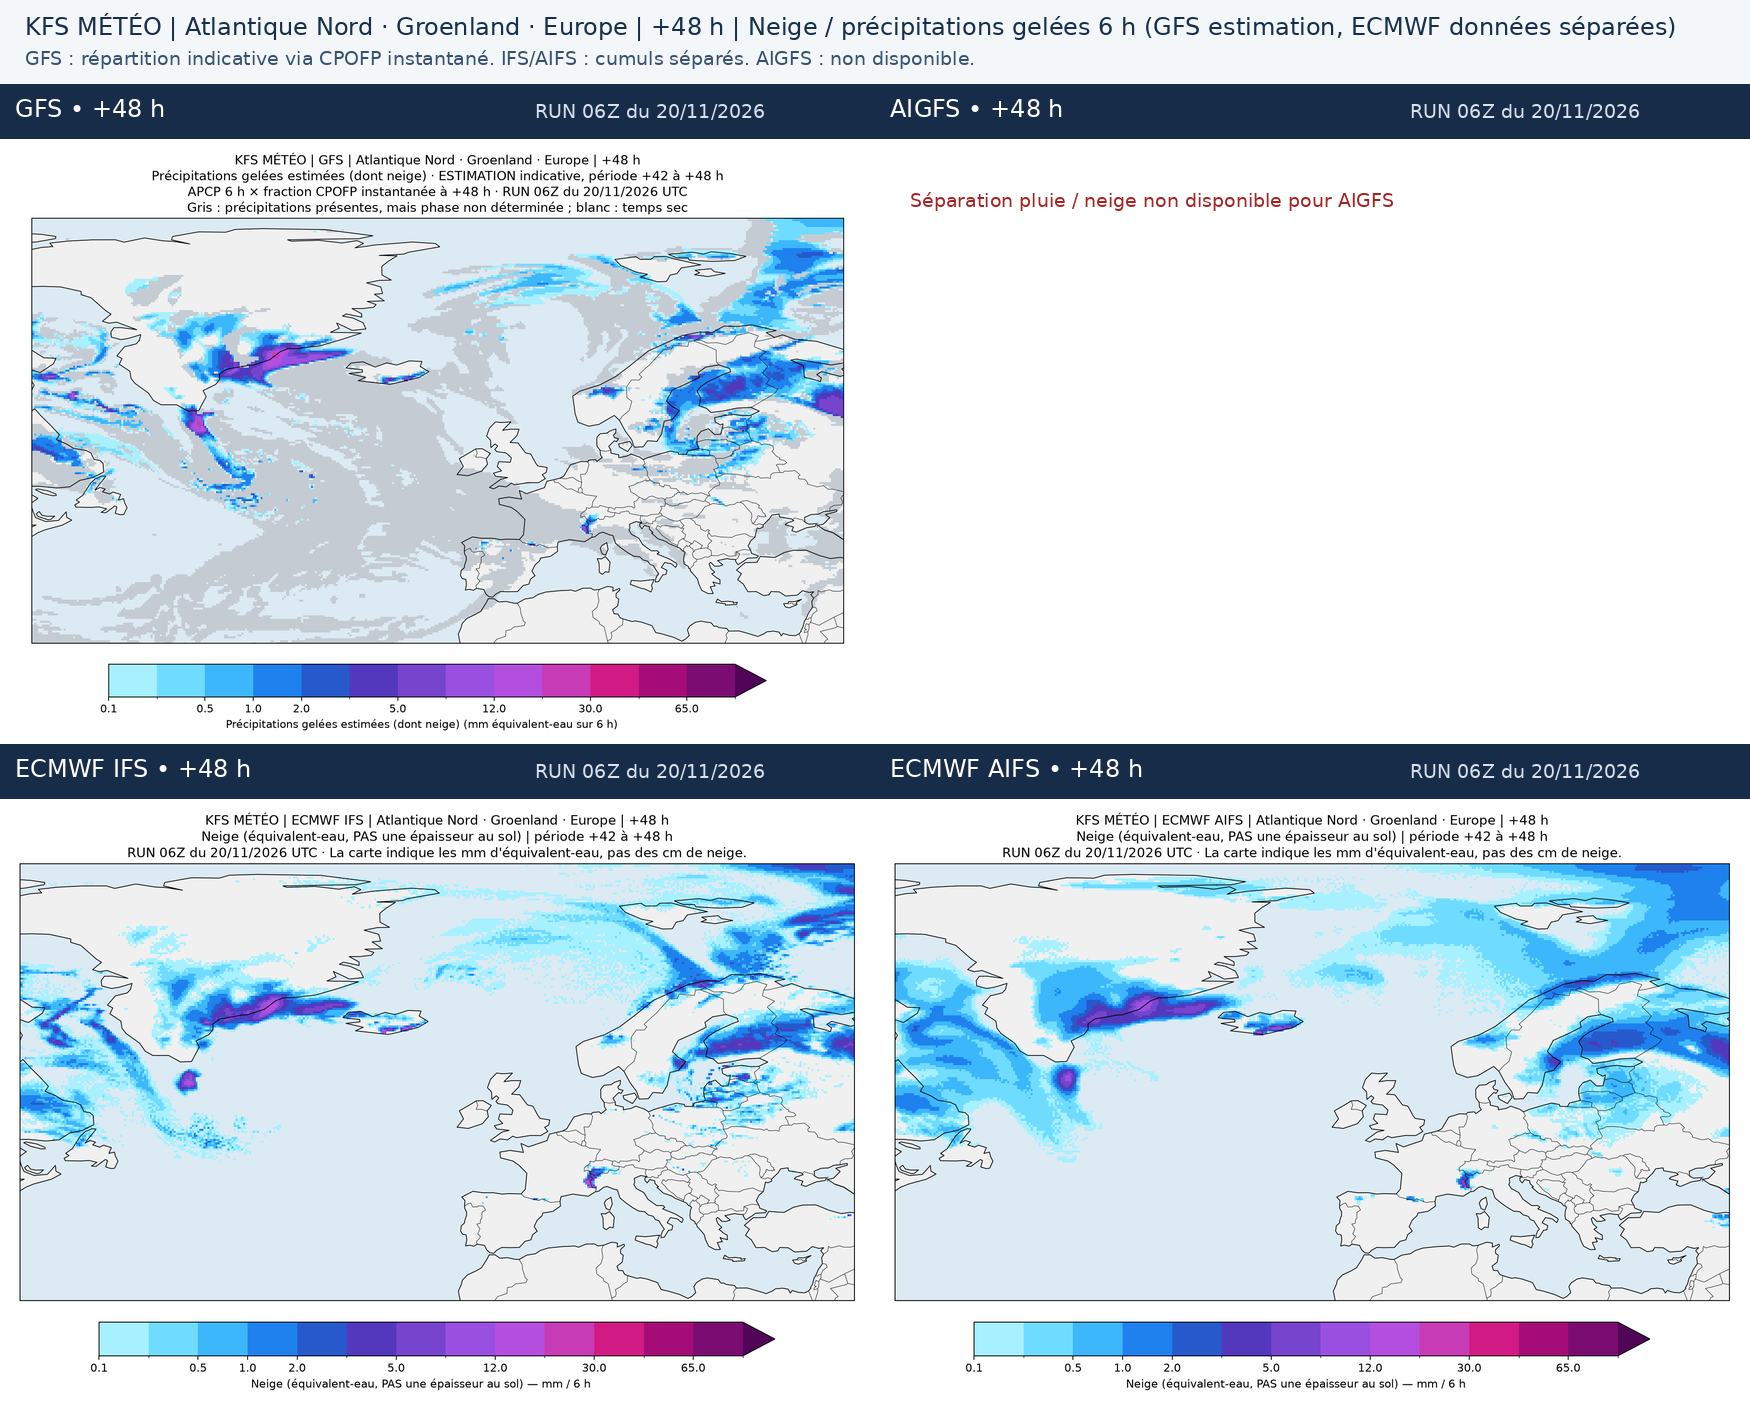 KFS MÉTÉO | Atlantique Nord · Groenland · Europe | +48 h | Neige / précipitations gelées 6 h (GFS estimation, ECMWF données séparées)
GFS : répartition indicative via CPOFP instantané. IFS/AIFS : cumuls séparés. AIGFS : non disponible.
GFS • +48 h
RUN 06Z du 20/11/2026
AIGFS • +48 h
RUN 06Z du 20/11/2026
KFS MÉTÉO | GFS | Atlantique Nord · Groenland · Europe | +48 h
Précipitations gelées estimées (dont neige) · ESTIMATION indicative, période +42 à +48 h
APCP 6 h × fraction CPOFP instantanée à +48 h · RUN 06Z du 20/11/2026 UTC
Gris : précipitations présentes, mais phase non déterminée ; blanc : temps sec
Séparation pluie / neige non disponible pour AIGFS
0.1 0.5 1.0 2.0 5.0 12.0 30.0 65.0
Précipitations gelées estimées (dont neige) (mm équivalent-eau sur 6 h)
ECMWF IFS • +48 h
RUN 06Z du 20/11/2026
ECMWF AIFS • +48 h
RUN 06Z du 20/11/2026
KFS MÉTÉO | ECMWF IFS | Atlantique Nord · Groenland · Europe | +48 h
Neige (équivalent-eau, PAS une épaisseur au sol) | période +42 à +48 h
RUN 06Z du 20/11/2026 UTC · La carte indique les mm d'équivalent-eau, pas des cm de neige.
KFS MÉTÉO | ECMWF AIFS | Atlantique Nord · Groenland · Europe | +48 h
Neige (équivalent-eau, PAS une épaisseur au sol) | période +42 à +48 h
RUN 06Z du 20/11/2026 UTC · La carte indique les mm d'équivalent-eau, pas des cm de neige.
0.1 0.5 1.0 2.0 5.0 12.0 30.0 65.0
Neige (équivalent-eau, PAS une épaisseur au sol) — mm / 6 h
0.1 0.5 1.0 2.0 5.0 12.0 30.0 65.0
Neige (équivalent-eau, PAS une épaisseur au sol) — mm / 6 h